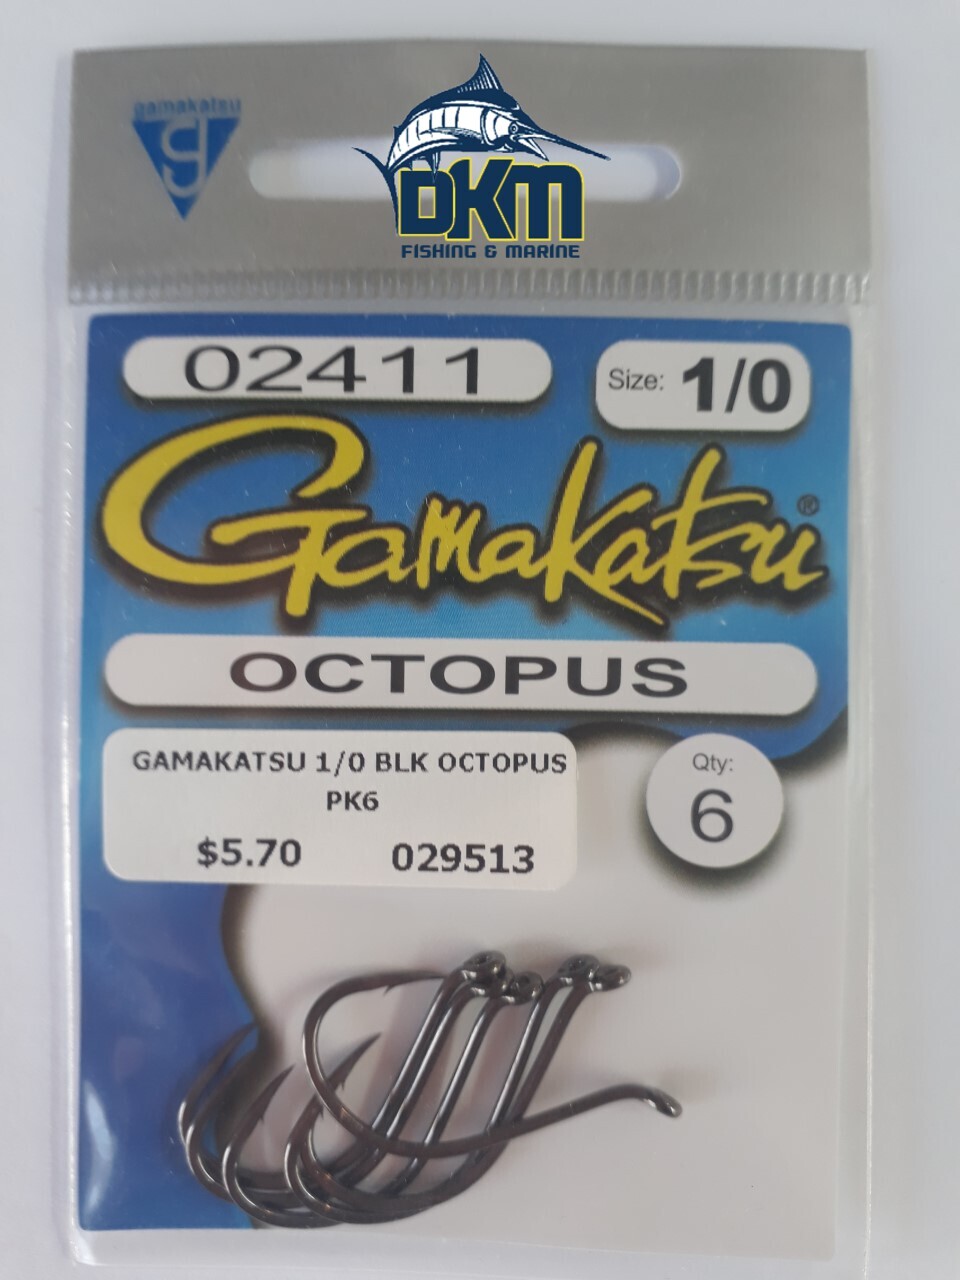 gamakatsu
DKM
FISHING & MARINE
02411
Size: 1/0
Gamakatsu®
OCTOPUS
GAMAKATSU 1/0 BLK OCTOPUS
PK6
$5.70 029513
Qty:
6